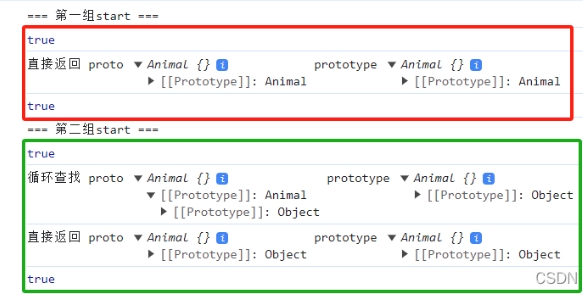 === 第一组start ===
true
直接返回 proto ▼ Animal {} i prototype ▼ Animal {} i
▶ [[Prototype]]: Animal ▶ [[Prototype]]: Animal
true
=== 第二组start ===
true
循环查找 proto ▼ Animal {} i prototype ▼ Animal {} i
▼ [[Prototype]]: Animal ▶ [[Prototype]]: Object
▶ [[Prototype]]: Object
直接返回 proto ▼ Animal {} i prototype ▼ Animal {} i
▶ [[Prototype]]: Object ▶ [[Prototype]]: Object
true
CSDN